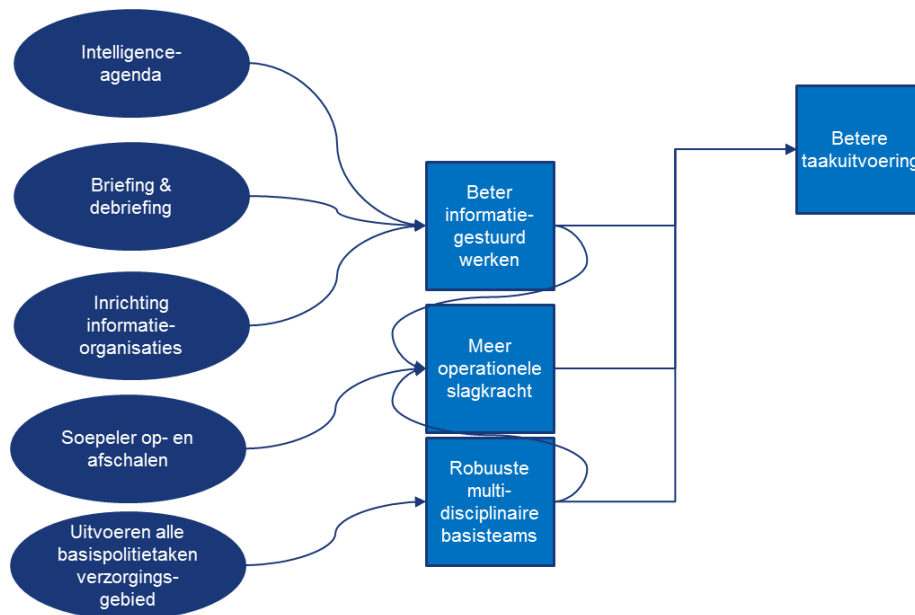 Intelligence-
agenda
Briefing &
debriefing
Inrichting
informatie-
organisaties
Soepeler op- en
afschalen
Uitvoeren alle
basispolitietaken
verzorgings-
gebied
Beter
informatie-
gestuurd
werken
Meer
operationele
slagkracht
Robuuste
multi-
disciplinaire
basisteams
Betere
taakuitvoering